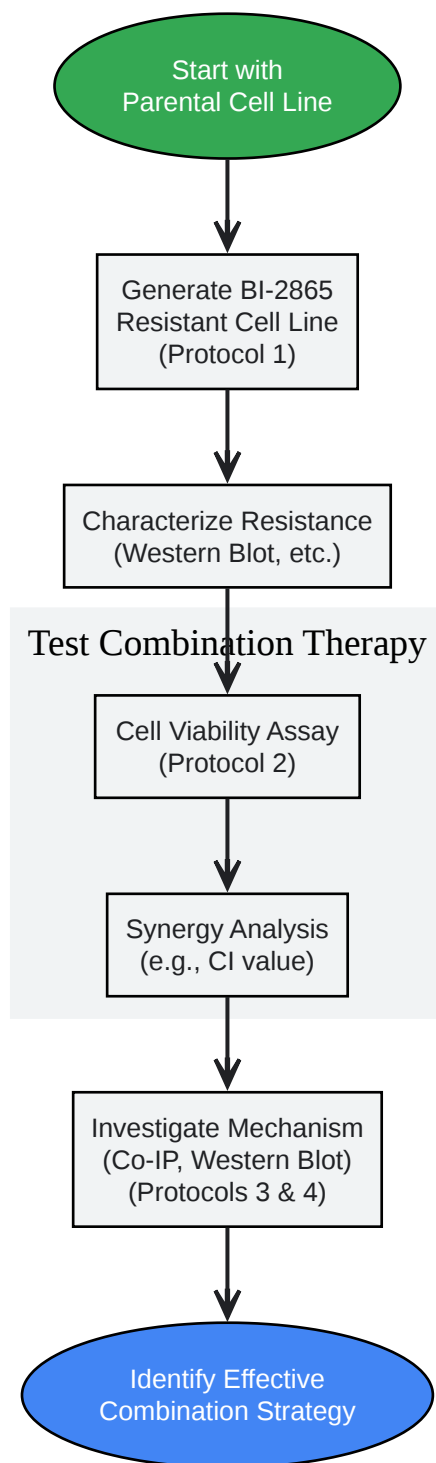 Start with
Parental Cell Line
Generate BI-2865
Resistant Cell Line
(Protocol 1)
Characterize Resistance
(Western Blot, etc.)
Test Combination Therapy
Cell Viability Assay
(Protocol 2)
Synergy Analysis
(e.g., CI value)
Investigate Mechanism
(Co-IP, Western Blot)
(Protocols 3 & 4)
Identify Effective
Combination Strategy